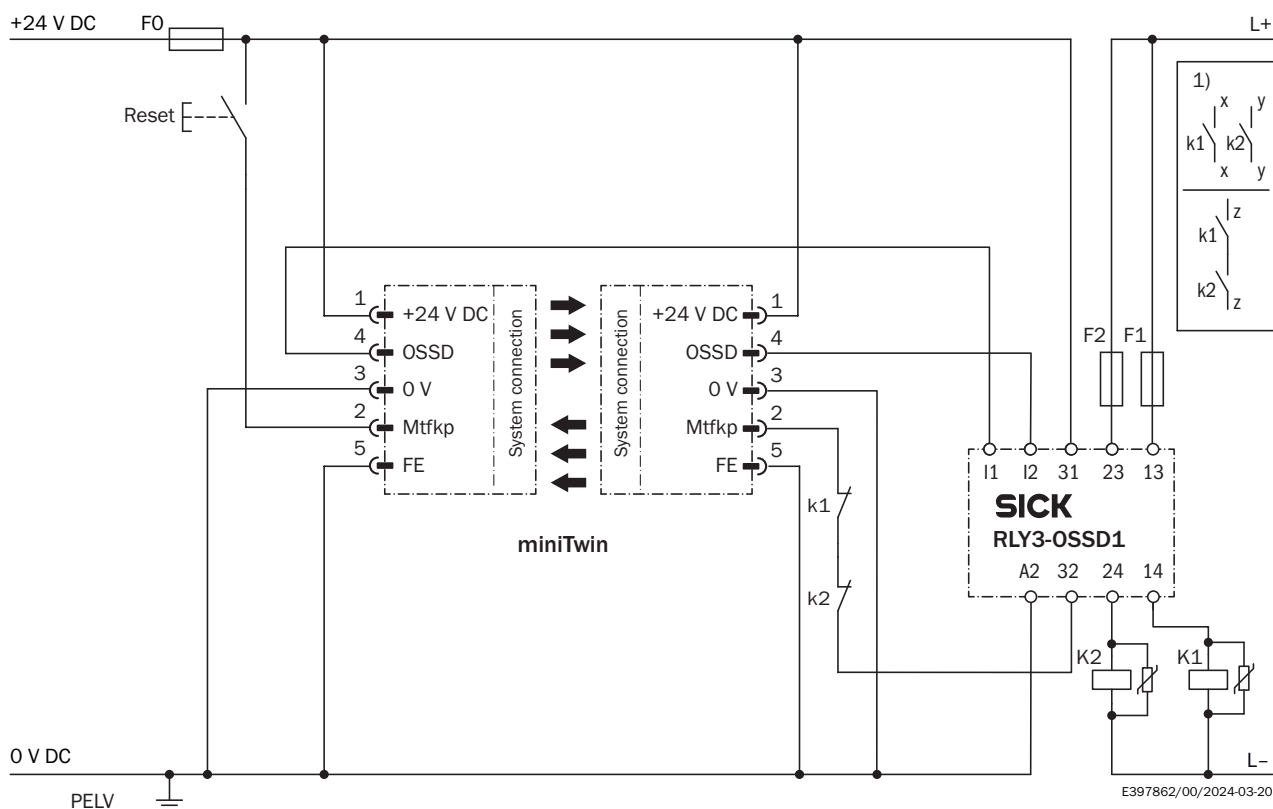 +24 V DC
F0
L+
Reset
1)
x
y
k1
k2
x
y
z
k1
k2
z
1
+24 V DC
4
OSSD
3
0 V
2
Mtfkp
5
FE
System connection
System connection
+24 V DC
1
OSSD
4
0 V
3
Mtfkp
2
FE
5
miniTwin
k1
k2
F2
F1
I1
I2
31
23
13
SICK
RLY3-OSSD1
A2
32
24
14
K2
K1
0 V DC
L–
PELV
E397862/00/2024-03-20